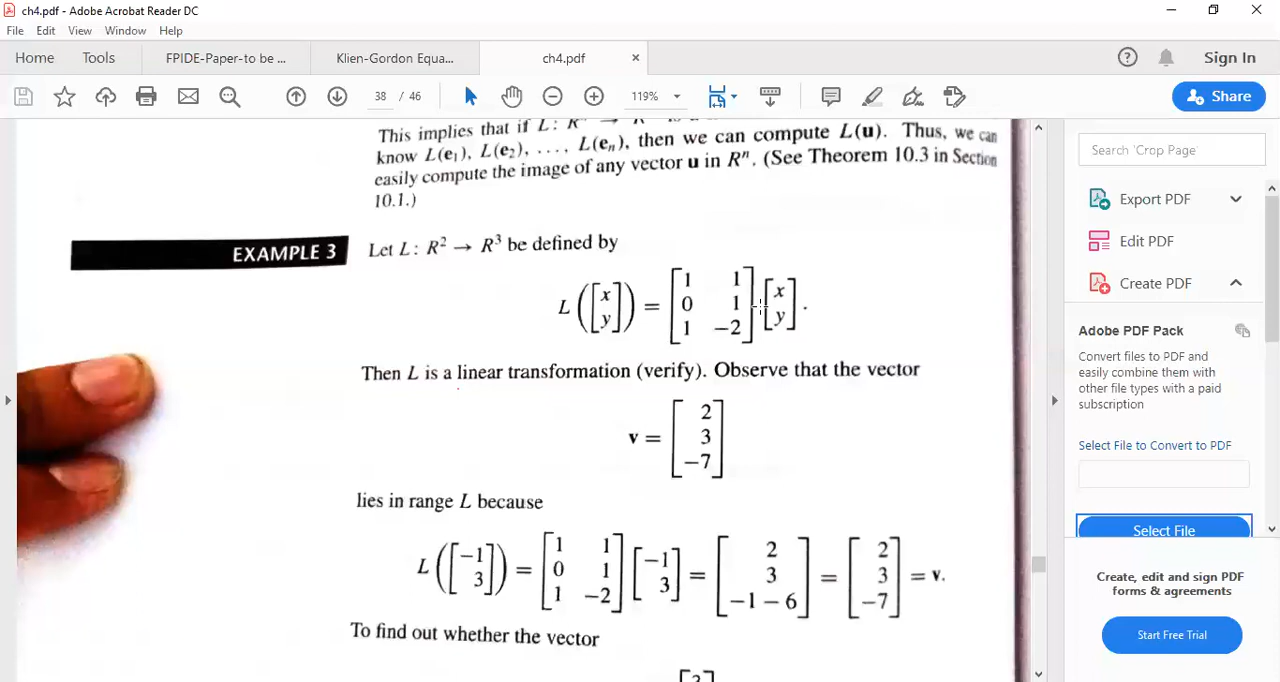 ch4.pdf - Adobe Acrobat Reader DC
File Edit View Window Help
Home Tools FPIDE-Paper-to be ... Klien-Gordon Equa... ch4.pdf ×
38 / 46 119% Share
Sign In
This implies that if L: R
know L(e₁), L(e₂), . . . , L(eₙ), then we can compute L(u). Thus, we can
easily compute the image of any vector u in Rⁿ. (See Theorem 10.3 in Section
10.1.)
EXAMPLE 3 Let L: R² → R³ be defined by
L([x y]) = [1 1 0 1 1 −2] [x y].
Then L is a linear transformation (verify). Observe that the vector
v = [2 3 −7]
lies in range L because
L([−1 3]) = [1 1 0 1 1 −2] [−1 3] = [2 3 −1 − 6] = [2 3 −7] = v.
To find out whether the vector
Search 'Crop Page'
Export PDF
Edit PDF
Create PDF
Adobe PDF Pack
Convert files to PDF and
easily combine them with
other file types with a paid
subscription
Select File to Convert to PDF
Select File
Create, edit and sign PDF
forms & agreements
Start Free Trial